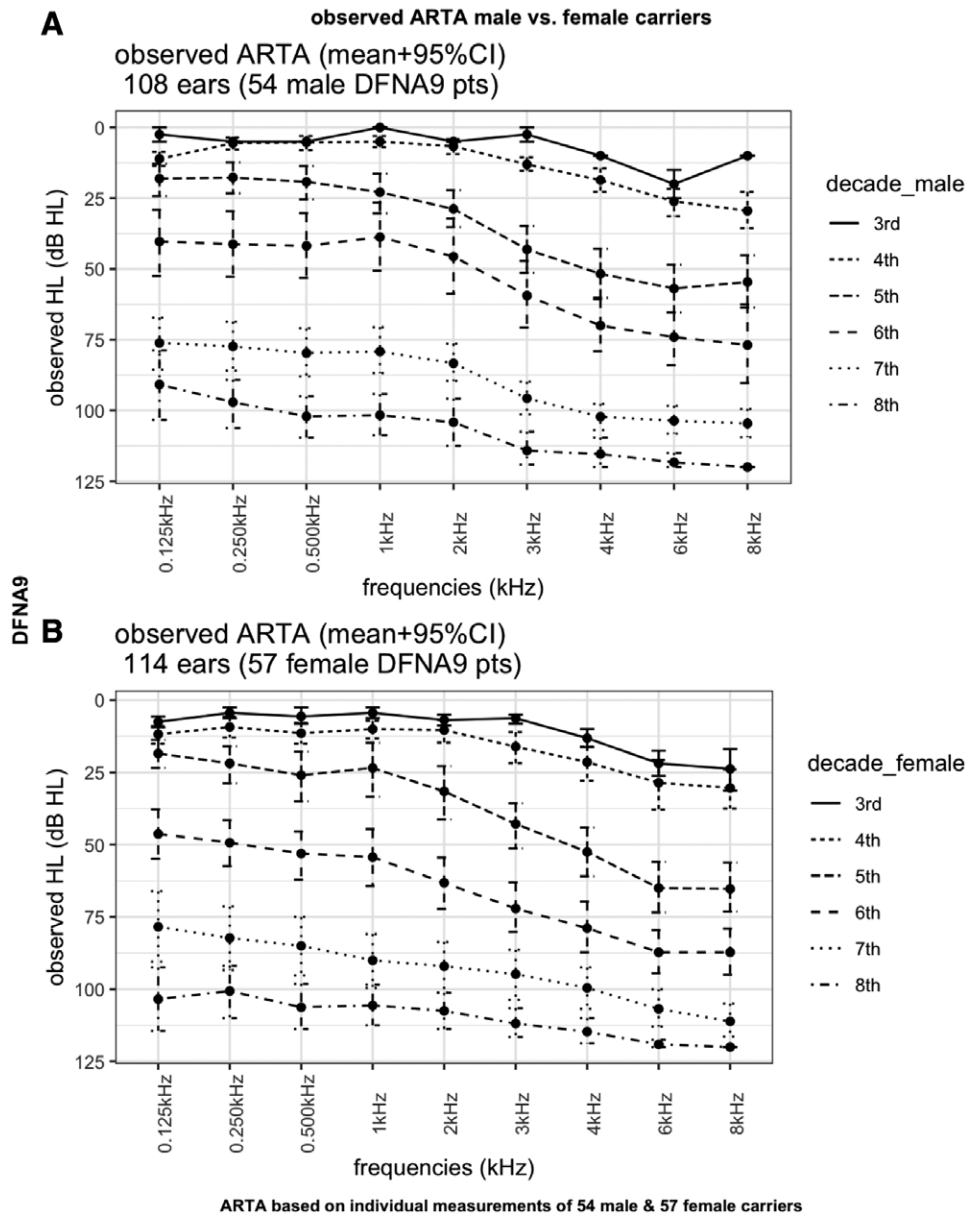 observed ARTA male vs. female carriers
A
observed ARTA (mean+95%CI)
108 ears (54 male DFNA9 pts)
0
25
50
75
100
125
observed HL (dB HL)
0.125kHz
0.250kHz
0.500kHz
1kHz
2kHz
3kHz
4kHz
6kHz
8kHz
frequencies (kHz)
decade_male
3rd
4th
5th
6th
7th
8th
DFNA9
B
observed ARTA (mean+95%CI)
114 ears (57 female DFNA9 pts)
0
25
50
75
100
125
observed HL (dB HL)
0.125kHz
0.250kHz
0.500kHz
1kHz
2kHz
3kHz
4kHz
6kHz
8kHz
frequencies (kHz)
decade_female
3rd
4th
5th
6th
7th
8th
ARTA based on individual measurements of 54 male & 57 female carriers